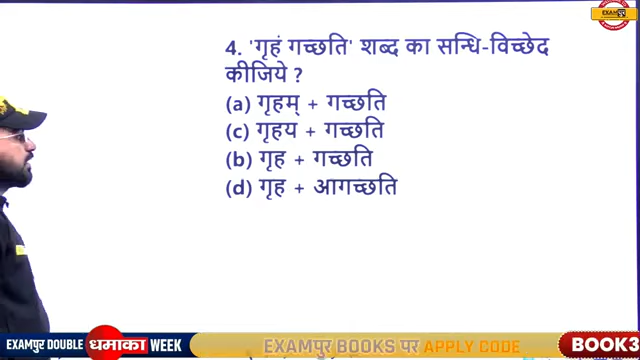 EXAMपुर
4. 'गृहं गच्छति' शब्द का सन्धि-विच्छेद
कीजिये ?
(a) गृहम् + गच्छति
(c) गृहय + गच्छति
(b) गृह + गच्छति
(d) गृह + आगच्छति
EXAMपुर DOUBLE धमाका WEEK EXAMपुर BOOKS पर APPLY CODE BOOK3